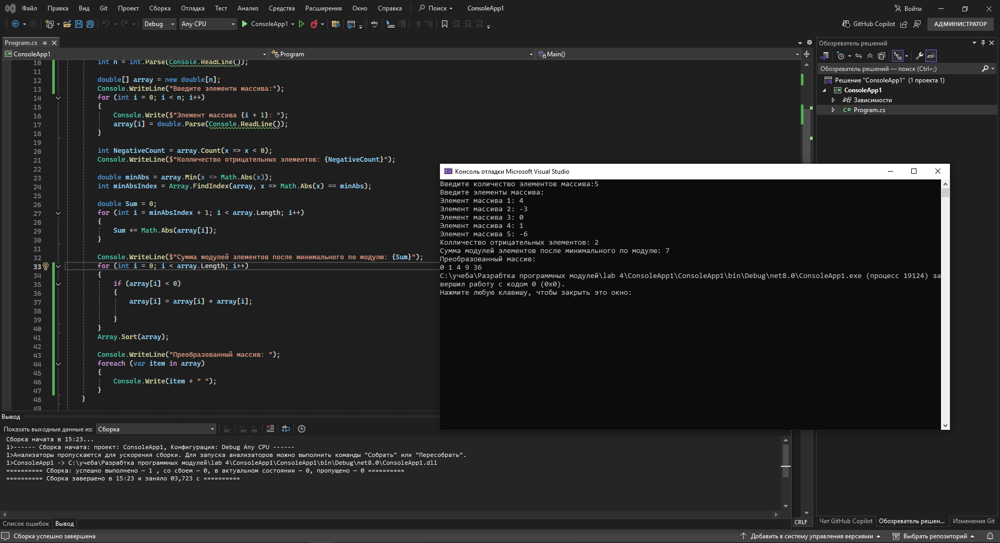 Файл Правка Вид Git Проект Сборка Отладка Тест Анализ Средства Расширения Окно Справка Поиск ConsoleApp1 Войти
Debug Any CPU ConsoleApp1 GitHub Copilot АДМИНИСТРАТОР
Program.cs
C# ConsoleApp1 Program Main()
10 int n = int.Parse(Console.ReadLine());
11
12 double[] array = new double[n];
13 Console.WriteLine("Введите элементы массива:");
14 for (int i = 0; i < n; i++)
15 {
16 Console.Write($"Элемент массива {i + 1}: ");
17 array[i] = double.Parse(Console.ReadLine());
18 }
19
20 int NegativeCount = array.Count(x => x < 0);
21 Console.WriteLine($"Колличество отрицательных элементов: {NegativeCount}");
22
23 double minAbs = array.Min(x => Math.Abs(x));
24 int minAbsIndex = Array.FindIndex(array, x => Math.Abs(x) == minAbs);
25
26 double Sum = 0;
27 for (int i = minAbsIndex + 1; i < array.Length; i++)
28 {
29 Sum += Math.Abs(array[i]);
30 }
31
32 Console.WriteLine($"Сумма модулей элементов после минимального по модулю: {Sum}");
33 for (int i = 0; i < array.Length; i++)
34 {
35 if (array[i] < 0)
36 {
37 array[i] = array[i] * array[i];
38
39 }
40 }
41 Array.Sort(array);
42
43 Console.WriteLine("Преобразованный массив: ");
44 foreach (var item in array)
45 {
46 Console.Write(item + " ");
47 }
48 }
49
Консоль отладки Microsoft Visual Studio
Введите количество элементов массива:5
Введите элементы массива:
Элемент массива 1: 4
Элемент массива 2: -3
Элемент массива 3: 0
Элемент массива 4: 1
Элемент массива 5: -6
Колличество отрицательных элементов: 2
Сумма модулей элементов после минимального по модулю: 7
Преобразованный массив:
0 1 4 9 36
C:\учеба\Разрабтка программных модулей\lab 4\ConsoleApp1\ConsoleApp1\bin\Debug\net8.0\ConsoleApp1.exe (процесс 19124) за
вершил работу с кодом 0 (0x0).
Нажмите любую клавишу, чтобы закрыть это окно:
Обозреватель решений
Обозреватель решений — поиск (Ctrl+;)
Решение "ConsoleApp1" (1 проекта 1)
C# ConsoleApp1
Зависимости
C# Program.cs
Вывод
Показать выходные данные из: Сборка
Сборка начата в 15:23...
1>------ Сборка начата: проект: ConsoleApp1, Конфигурация: Debug Any CPU ------
1>Анализаторы пропускаются для ускорения сборки. Для запуска анализаторов можно выполнить команды "Собрать" или "Пересобрать".
1>ConsoleApp1 -> C:\учеба\Разрабтка программных модулей\lab 4\ConsoleApp1\ConsoleApp1\bin\Debug\net8.0\ConsoleApp1.dll
========== Сборка: успешно выполнено — 1 , со сбоем — 0, в актуальном состоянии — 0, пропущено — 0 ==========
========== Сборка завершено в 15:23 и заняло 03,723 с ==========
Список ошибок Вывод
CRLF
Чат GitHub Copilot Обозреватель решен... Изменения Git
Сборка успешно завершена Добавить в систему управления версиями Выбрать репозиторий